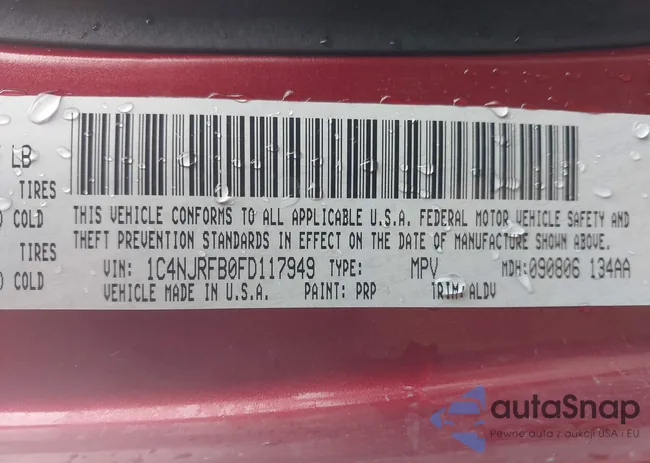 LB
TIRES
COLD
TIRES
COLD
THIS VEHICLE CONFORMS TO ALL APPLICABLE U.S.A. FEDERAL MOTOR VEHICLE SAFETY AND
THEFT PREVENTION STANDARDS IN EFFECT ON THE DATE OF MANUFACTURE SHOWN ABOVE.
VIN: 1C4NJRFB0FD117949 TYPE: MPV MDH:090806 134AA
VEHICLE MADE IN U.S.A. PAINT: PRP TRIM: ALDV
autaSnap
Pewne auta z aukcji USA i EU